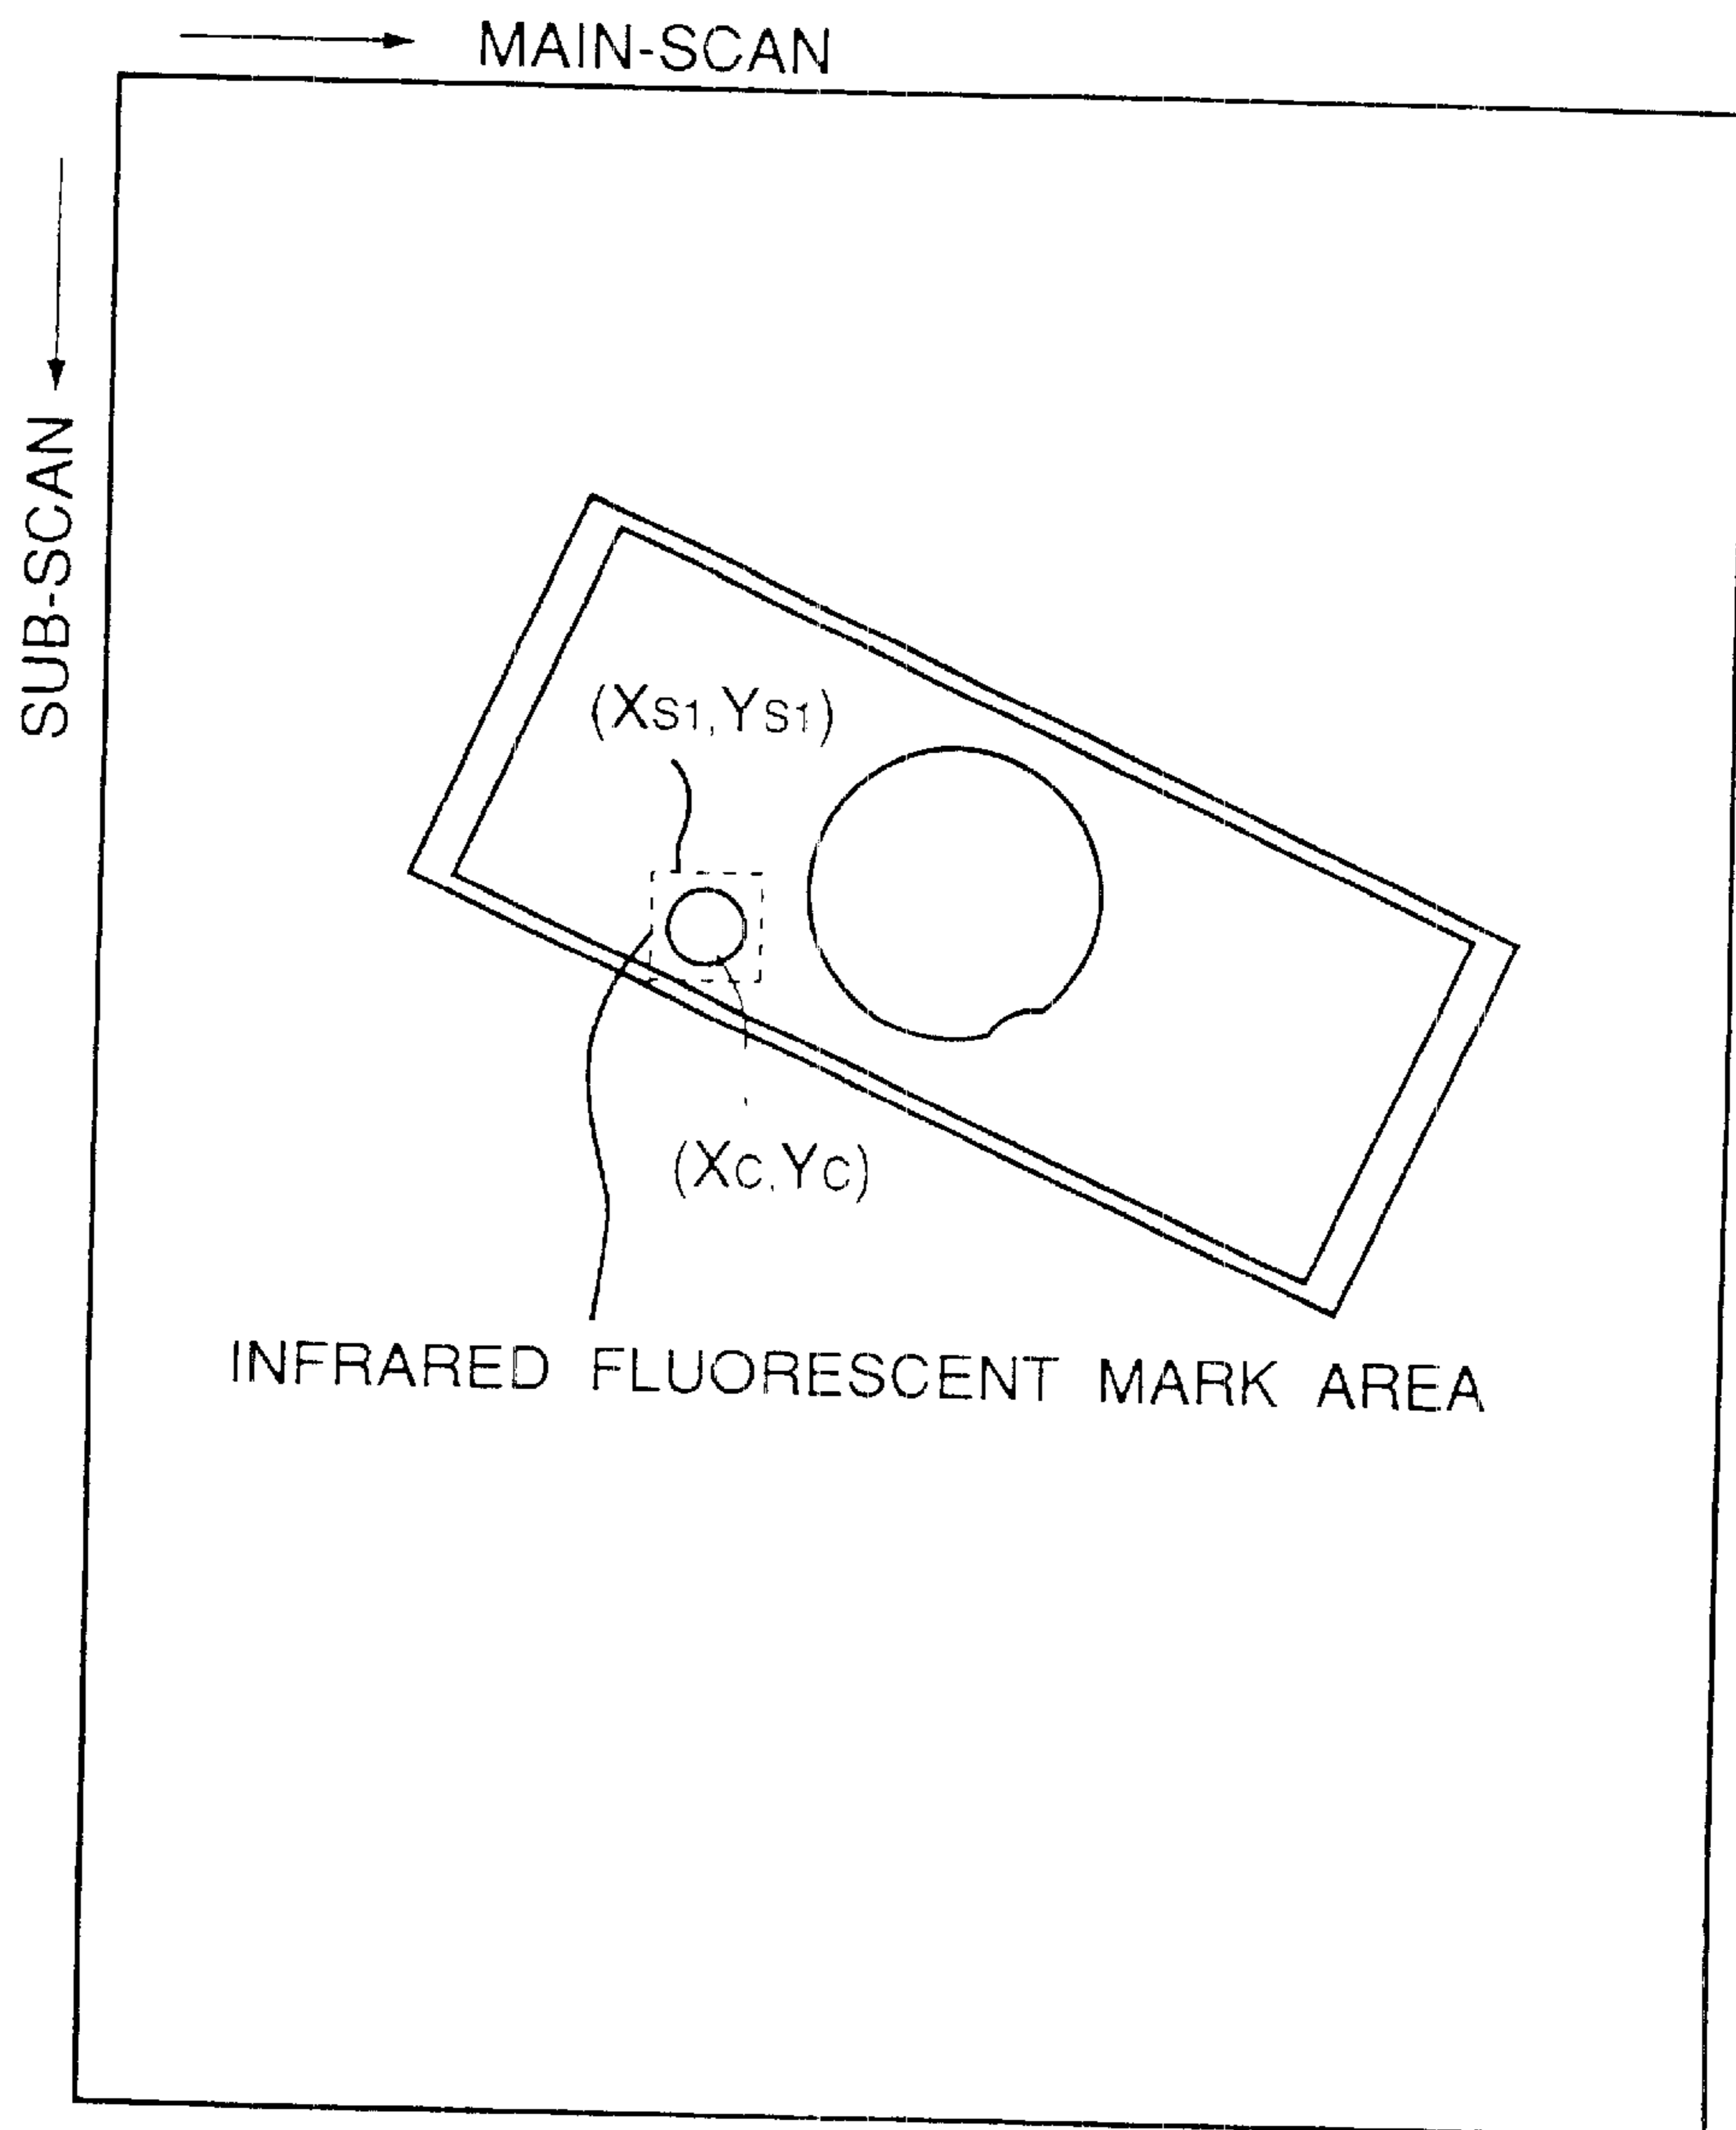 MAIN-SCAN
SUB-SCAN
(XS1,YS1)
(XC,YC)
INFRARED FLUORESCENT MARK AREA